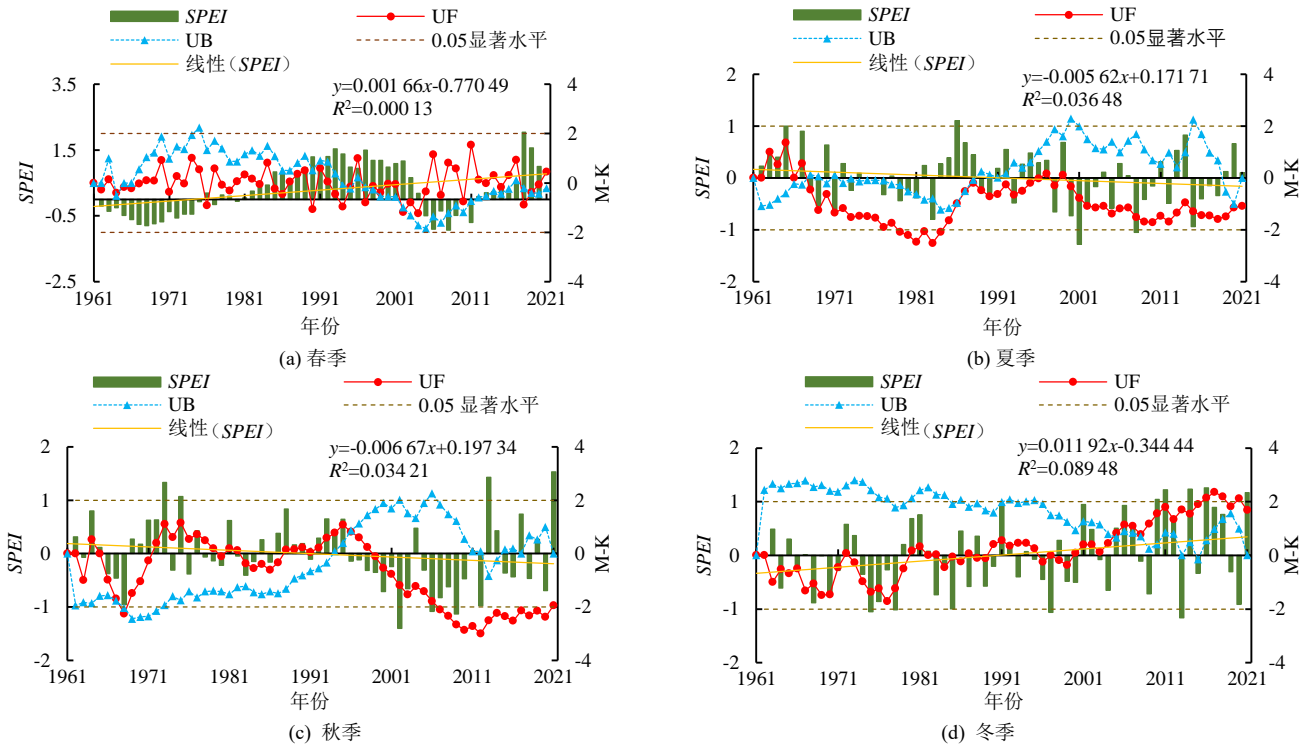 SPEI
UF
UB
0.05显著水平
线性（SPEI）
y=0.001 66x-0.770 49
R²=0.000 13
3.5
1.5
-0.5
-2.5
SPEI
4
2
0
-2
-4
M-K
1961
1971
1981
1991
2001
2011
2021
年份
(a) 春季
SPEI
UF
UB
0.05显著水平
线性（SPEI）
y=-0.005 62x+0.171 71
R²=0.036 48
2
1
0
-1
-2
SPEI
4
2
0
-2
-4
M-K
1961
1971
1981
1991
2001
2011
2021
年份
(b) 夏季
SPEI
UF
UB
0.05 显著水平
线性（SPEI）
y=-0.006 67x+0.197 34
R²=0.034 21
2
1
0
-1
-2
SPEI
4
2
0
-2
-4
M-K
1961
1971
1981
1991
2001
2011
2021
年份
(c) 秋季
SPEI
UF
UB
0.05显著水平
线性（SPEI）
y=0.011 92x-0.344 44
R²=0.089 48
2
1
0
-1
-2
SPEI
4
2
0
-2
-4
M-K
1961
1971
1981
1991
2001
2011
2021
年份
(d) 冬季